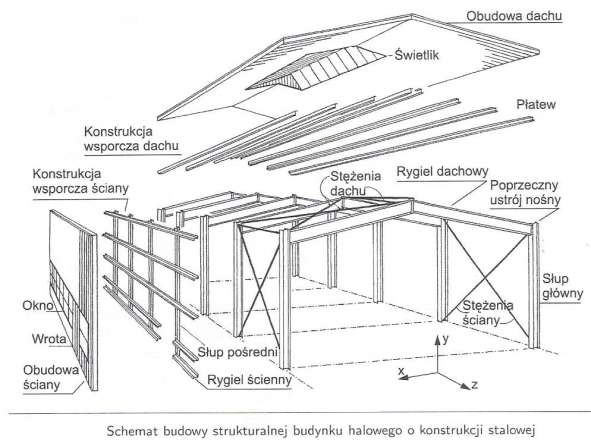 Obudowa dachu
Świetlik
Konstrukcja
wsporcza dachu
Płatew
Konstrukcja
wsporcza ściany
Stężenia
dachu
Rygiel dachowy
Poprzeczny
ustrój nośny
Okno
Wrota
Obudowa
ściany
Słup pośredni
Rygiel ścienny
Stężenia
ściany
Słup
główny
y
x
z
Schemat budowy strukturalnej budynku halowego o konstrukcji stalowej